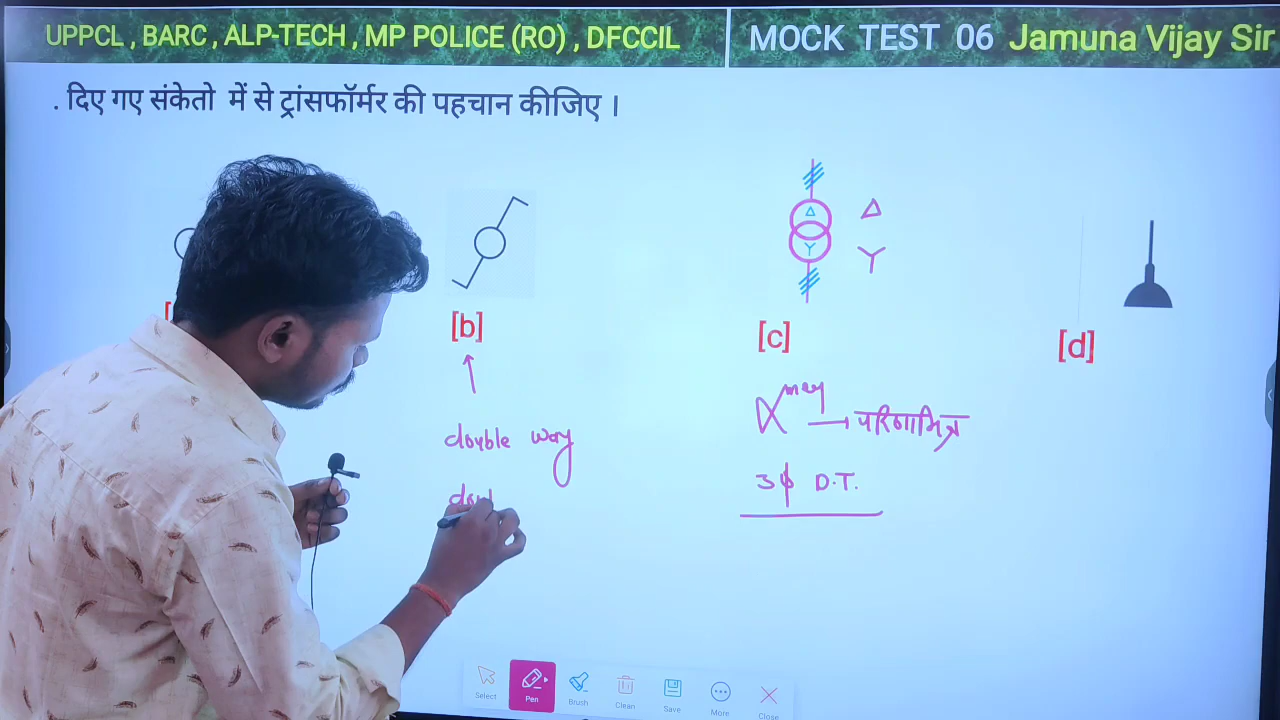 UPPCL , BARC , ALP-TECH , MP POLICE (RO) , DFCCIL
MOCK TEST 06 Jamuna Vijay Sir
. दिए गए संकेतो में से ट्रांसफॉर्मर की पहचान कीजिए ।
Δ
Y
Δ
Y
[
[b]
[c]
[d]
double way
परिणामित्र
3ϕ D.T.
Select
Pen
Brush
Clean
Save
More
Close